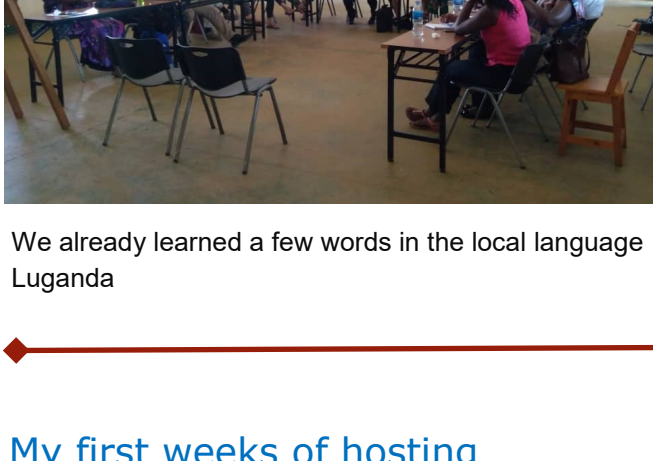 We already learned a few words in the local language
Luganda
My first weeks of hosting